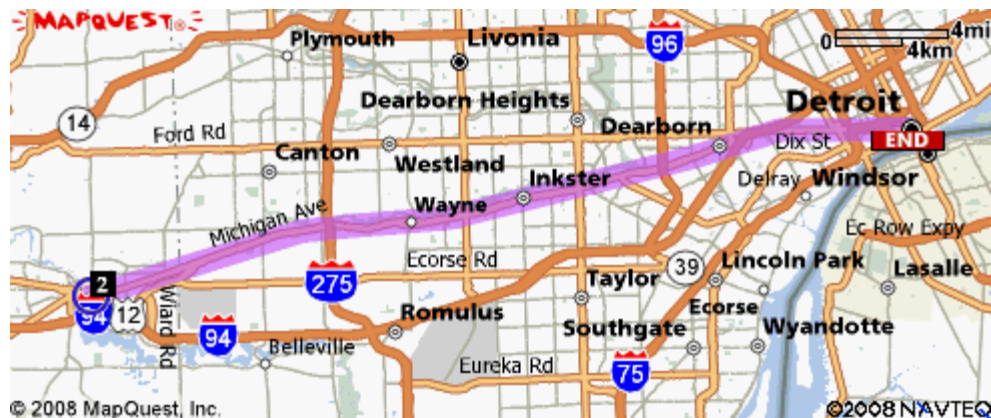 MAPQUEST®
Plymouth
Livonia
96
0 4mi
4km
Dearborn Heights
Detroit
14
Ford Rd
Dearborn
Dix St
END
Canton
Westland
Inkster
Delray
Windsor
Michigan Ave
Wayne
Ec Row Expy
Ecorse Rd
2
275
Taylor
39
Lincoln Park
Lasalle
94
12
Wiard Rd
94
Romulus
Southgate
Ecorse
Wyandotte
Belleville
Eureka Rd
75
© 2008 MapQuest, Inc.
©2008 NAVTEQ